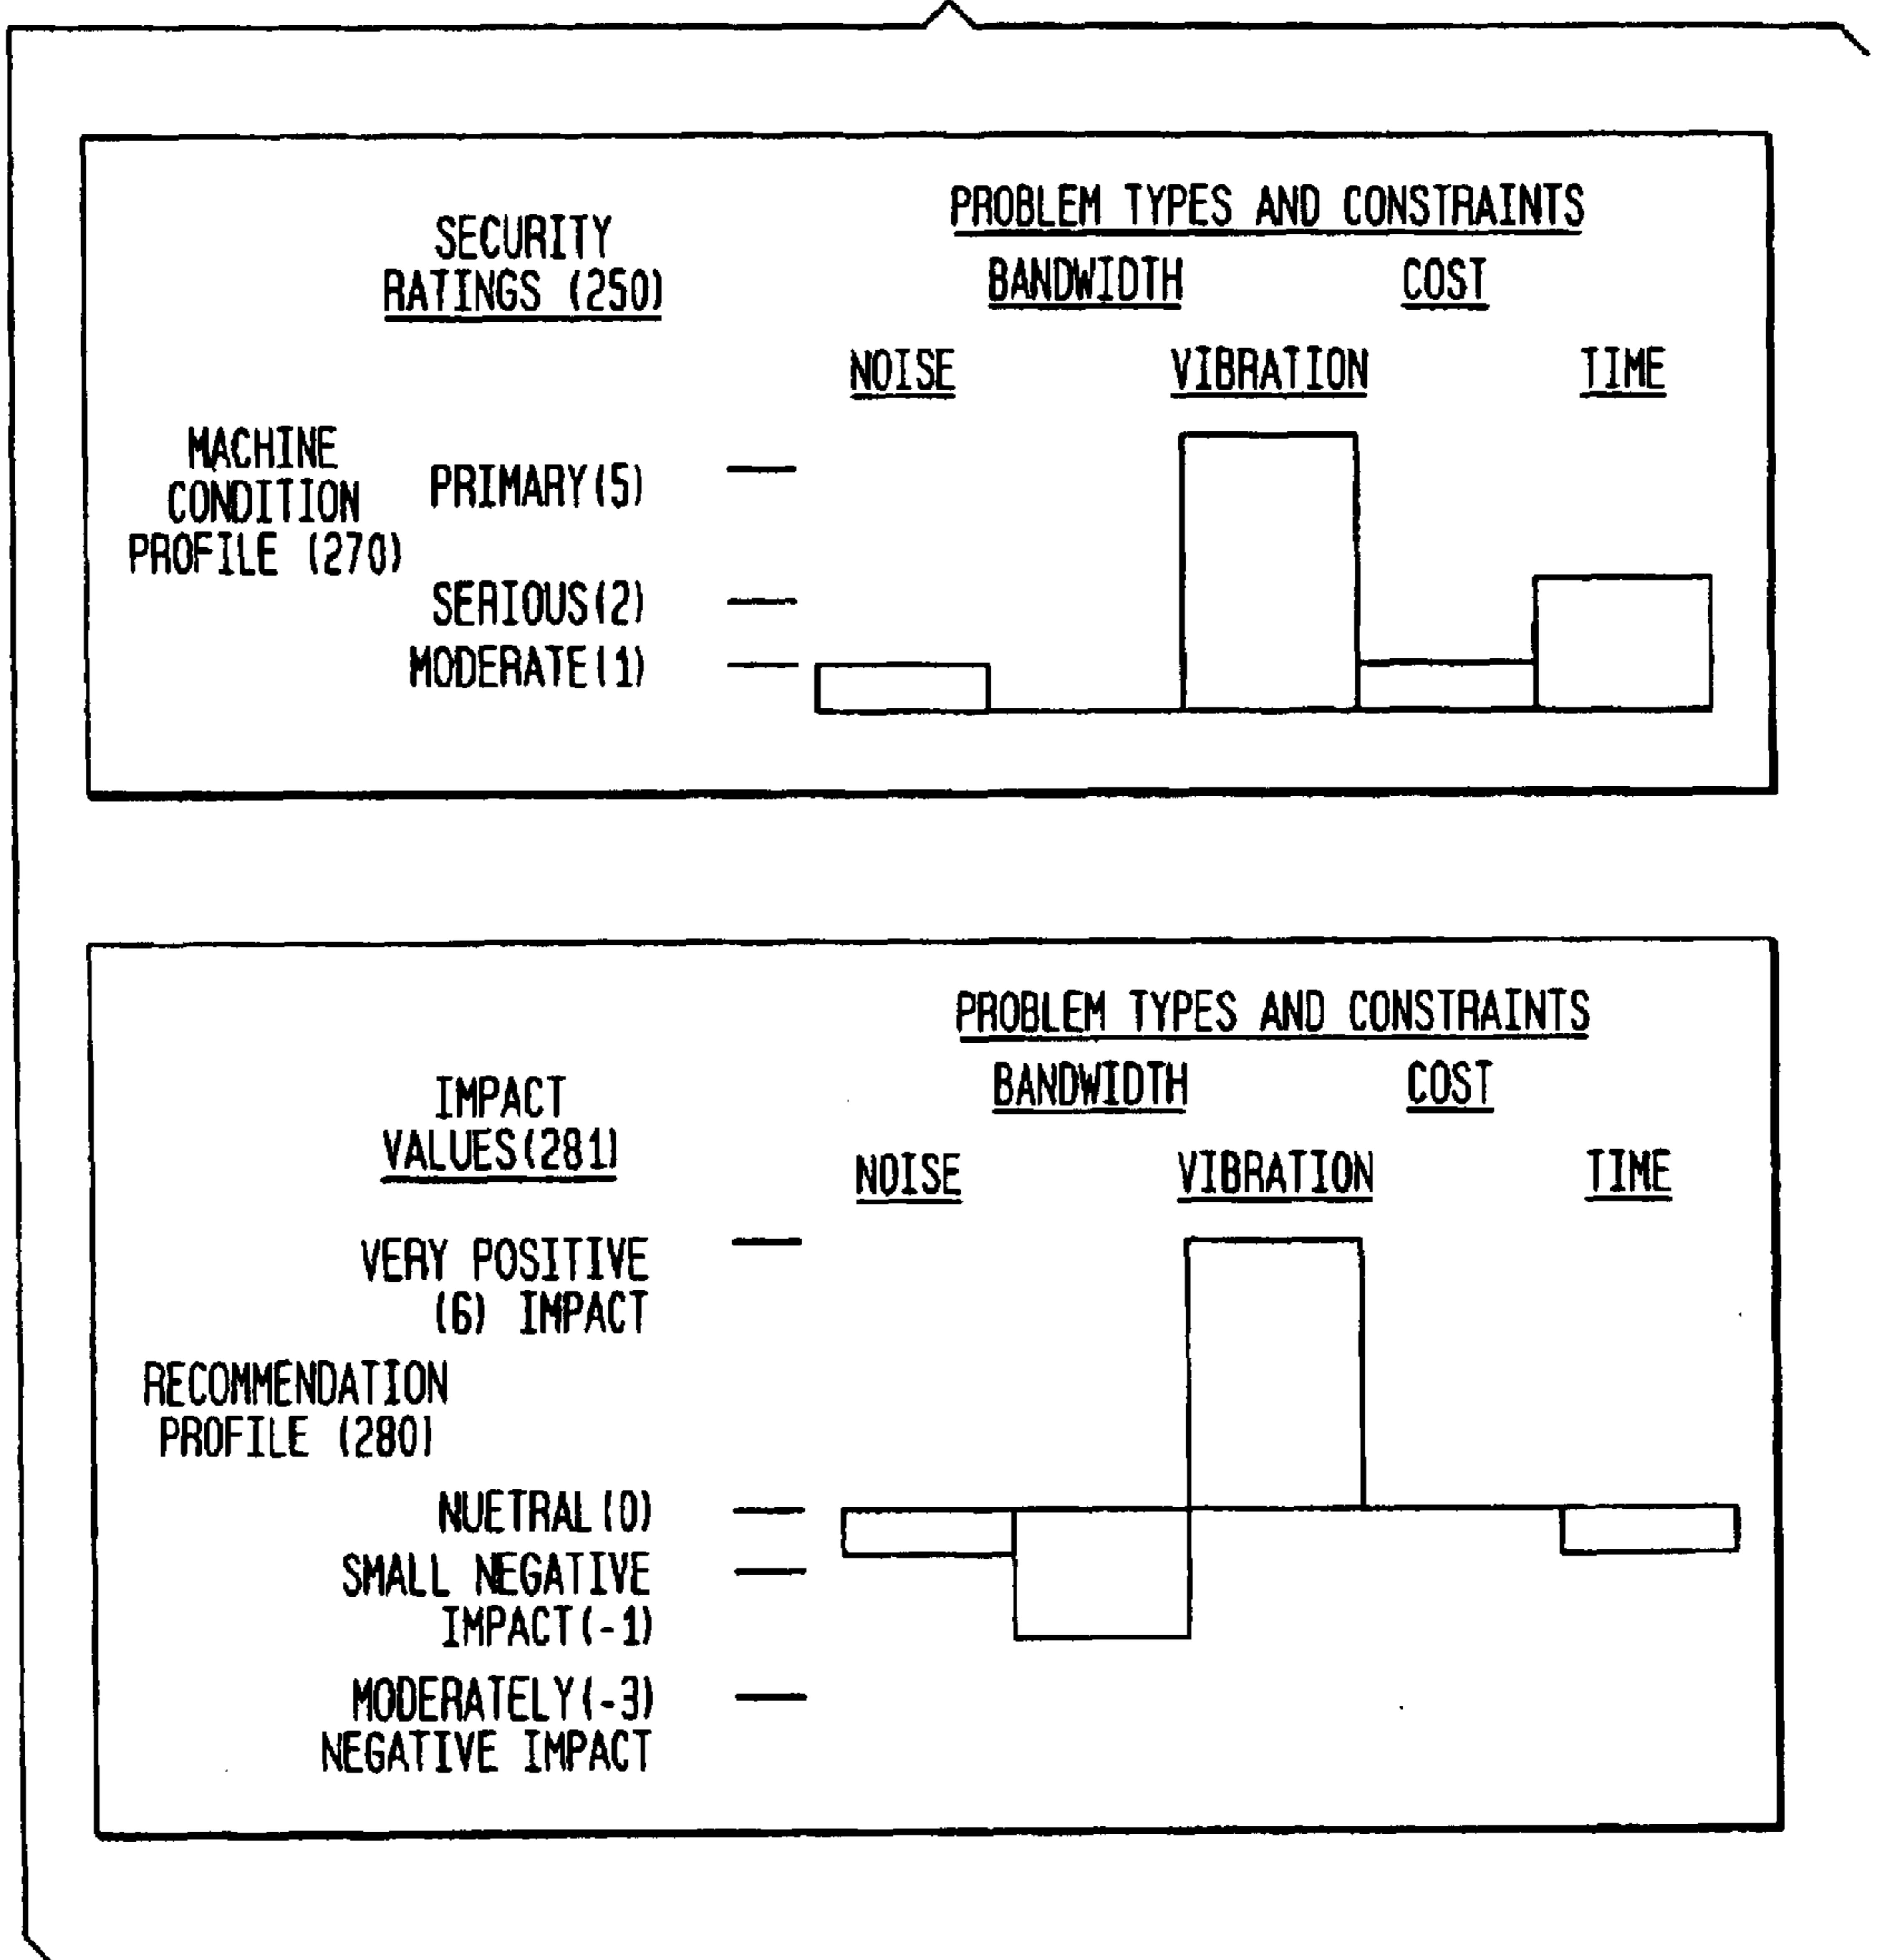 PROBLEM TYPES AND CONSTRAINTS
SECURITY
RATINGS (250)
BANDWIDTH COST
NOISE VIBRATION TIME
MACHINE
CONDITION
PROFILE (270)
PRIMARY(5)
SERIOUS(2)
MODERATE(1)
PROBLEM TYPES AND CONSTRAINTS
BANDWIDTH COST
IMPACT
VALUES(281)
NOISE VIBRATION TIME
VERY POSITIVE
(6) IMPACT
RECOMMENDATION
PROFILE (280)
NUETRAL(0)
SMALL NEGATIVE
IMPACT(-1)
MODERATELY(-3)
NEGATIVE IMPACT